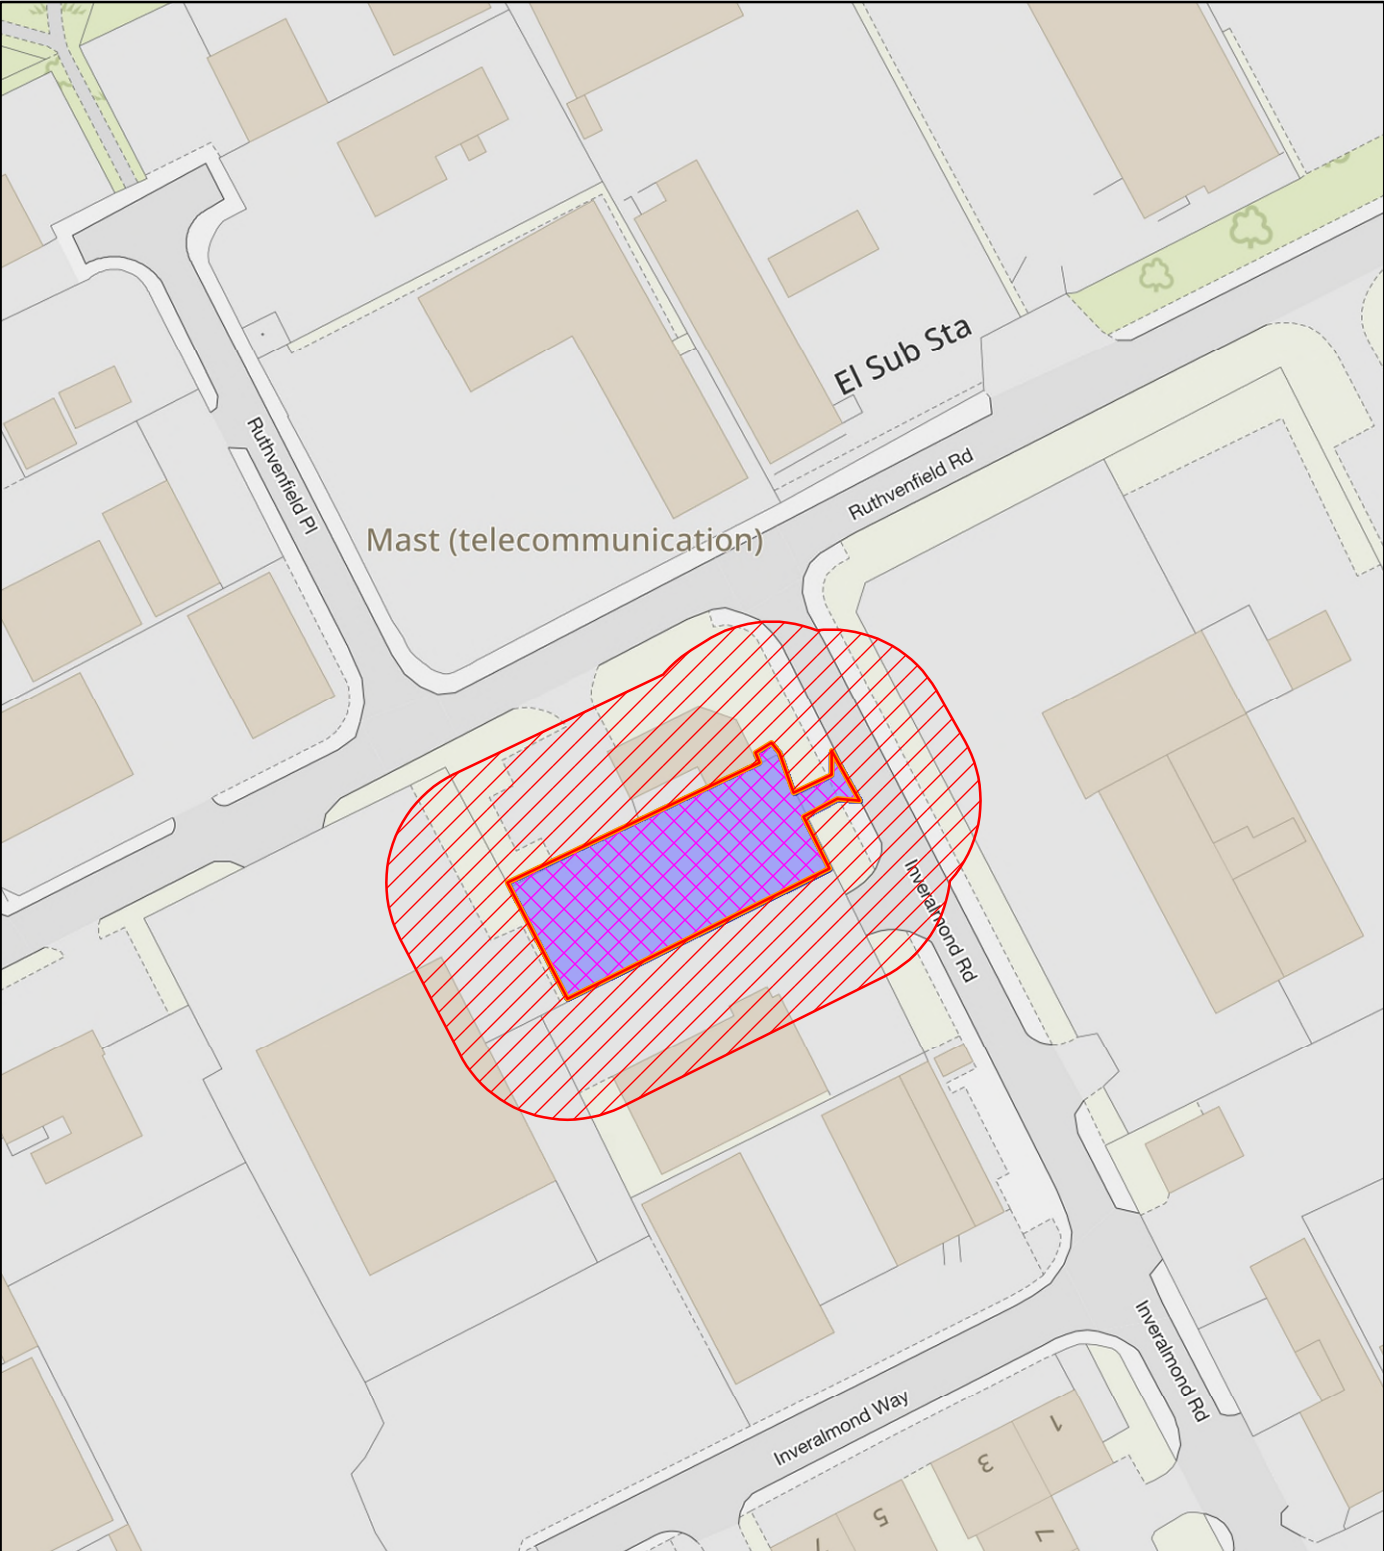 El Sub Sta
Ruthvenfield Pl
Ruthvenfield Rd
Mast (telecommunication)
Inveralmond Rd
Inveralmond Rd
Inveralmond Way
1
3
5
7